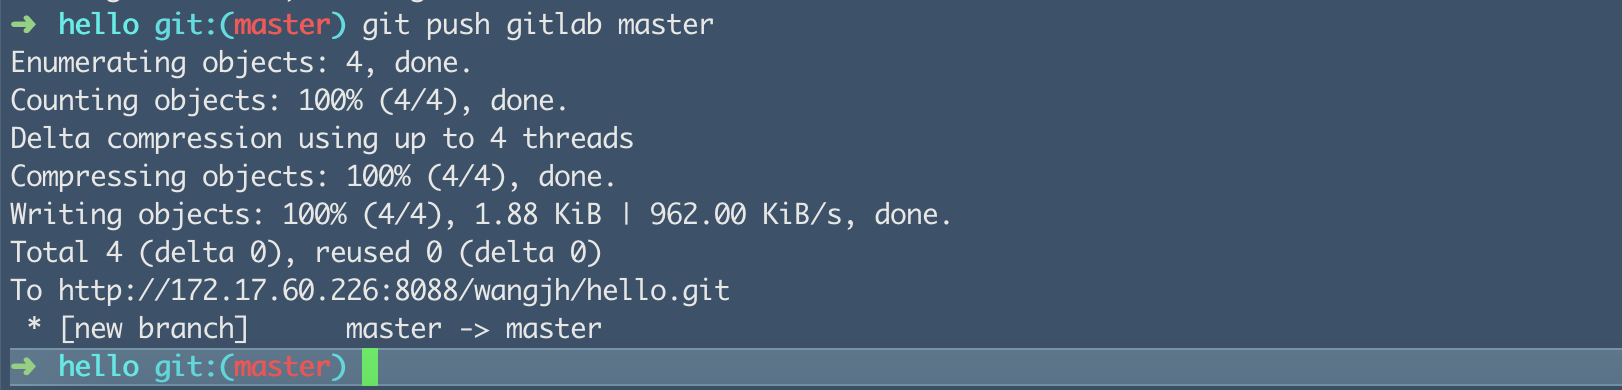 ➜  hello git:(master) git push gitlab master
Enumerating objects: 4, done.
Counting objects: 100% (4/4), done.
Delta compression using up to 4 threads
Compressing objects: 100% (4/4), done.
Writing objects: 100% (4/4), 1.88 KiB | 962.00 KiB/s, done.
Total 4 (delta 0), reused 0 (delta 0)
To http://172.17.60.226:8088/wangjh/hello.git
 * [new branch]      master -> master
➜  hello git:(master)